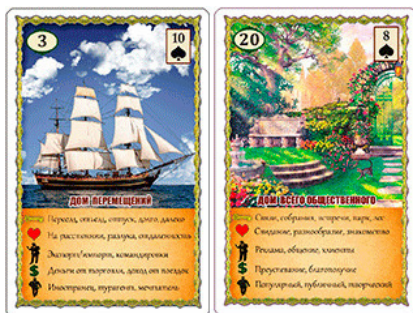 3
10
ДОМ ПЕРЕМЕЩЕНИЙ
Переезд, отъезд, отпуск, долго, далеко
На расстоянии, разлука, отдаленность
Экспорт/импорт, командировки
Деньги от торговли, доход от поездок
Иностранец, турагент, мечтатель
20
8
ДОМ ВСЕГО ОБЩЕСТВЕННОГО
Связи, собрания, встречи, парк, лес
Свидание, разнообразие, знакомство
Реклама, общение, клиенты
$ Преуспевание, благополучие
Популярный, публичный, творческий